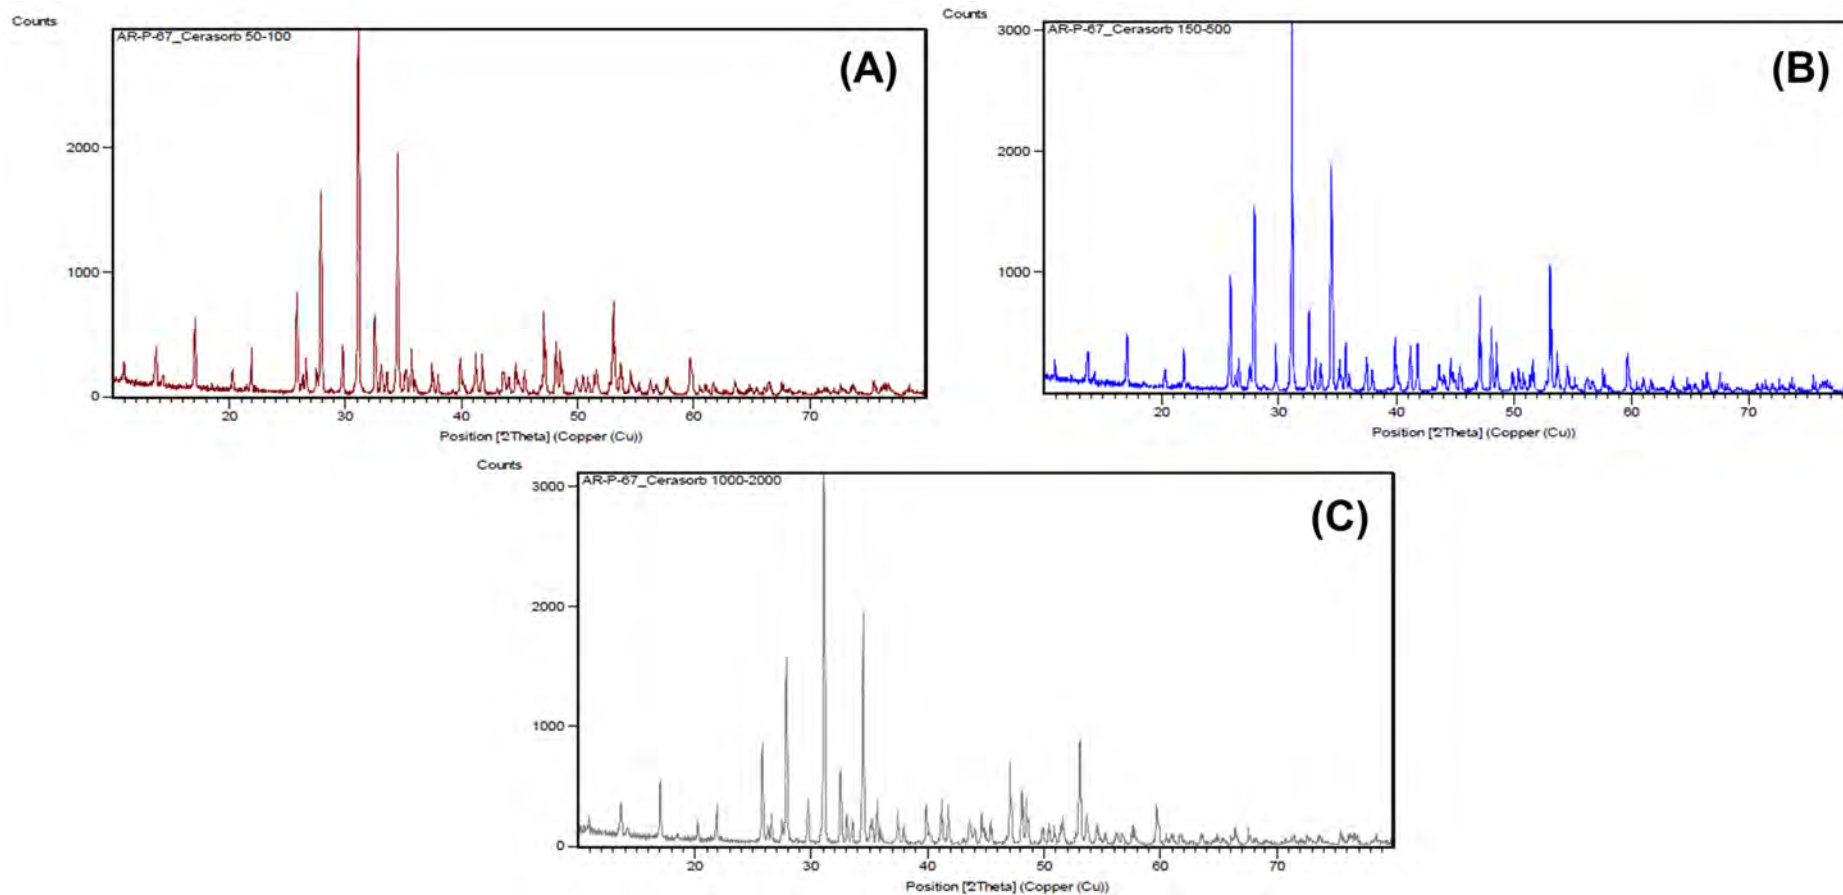 Counts
AR-P-67_Cerasorb 50-100
(A)
2000
1000
0
20 30 40 50 60 70
Position [°2Theta] (Copper (Cu))
Counts
AR-P-67_Cerasorb 150-500
(B)
3000
2000
1000
20 30 40 50 60 70
Position [°2Theta] (Copper (Cu))
Counts
AR-P-67_Cerasorb 1000-2000
(C)
3000
2000
1000
0
20 30 40 50 60 70
Position [°2Theta] (Copper (Cu))